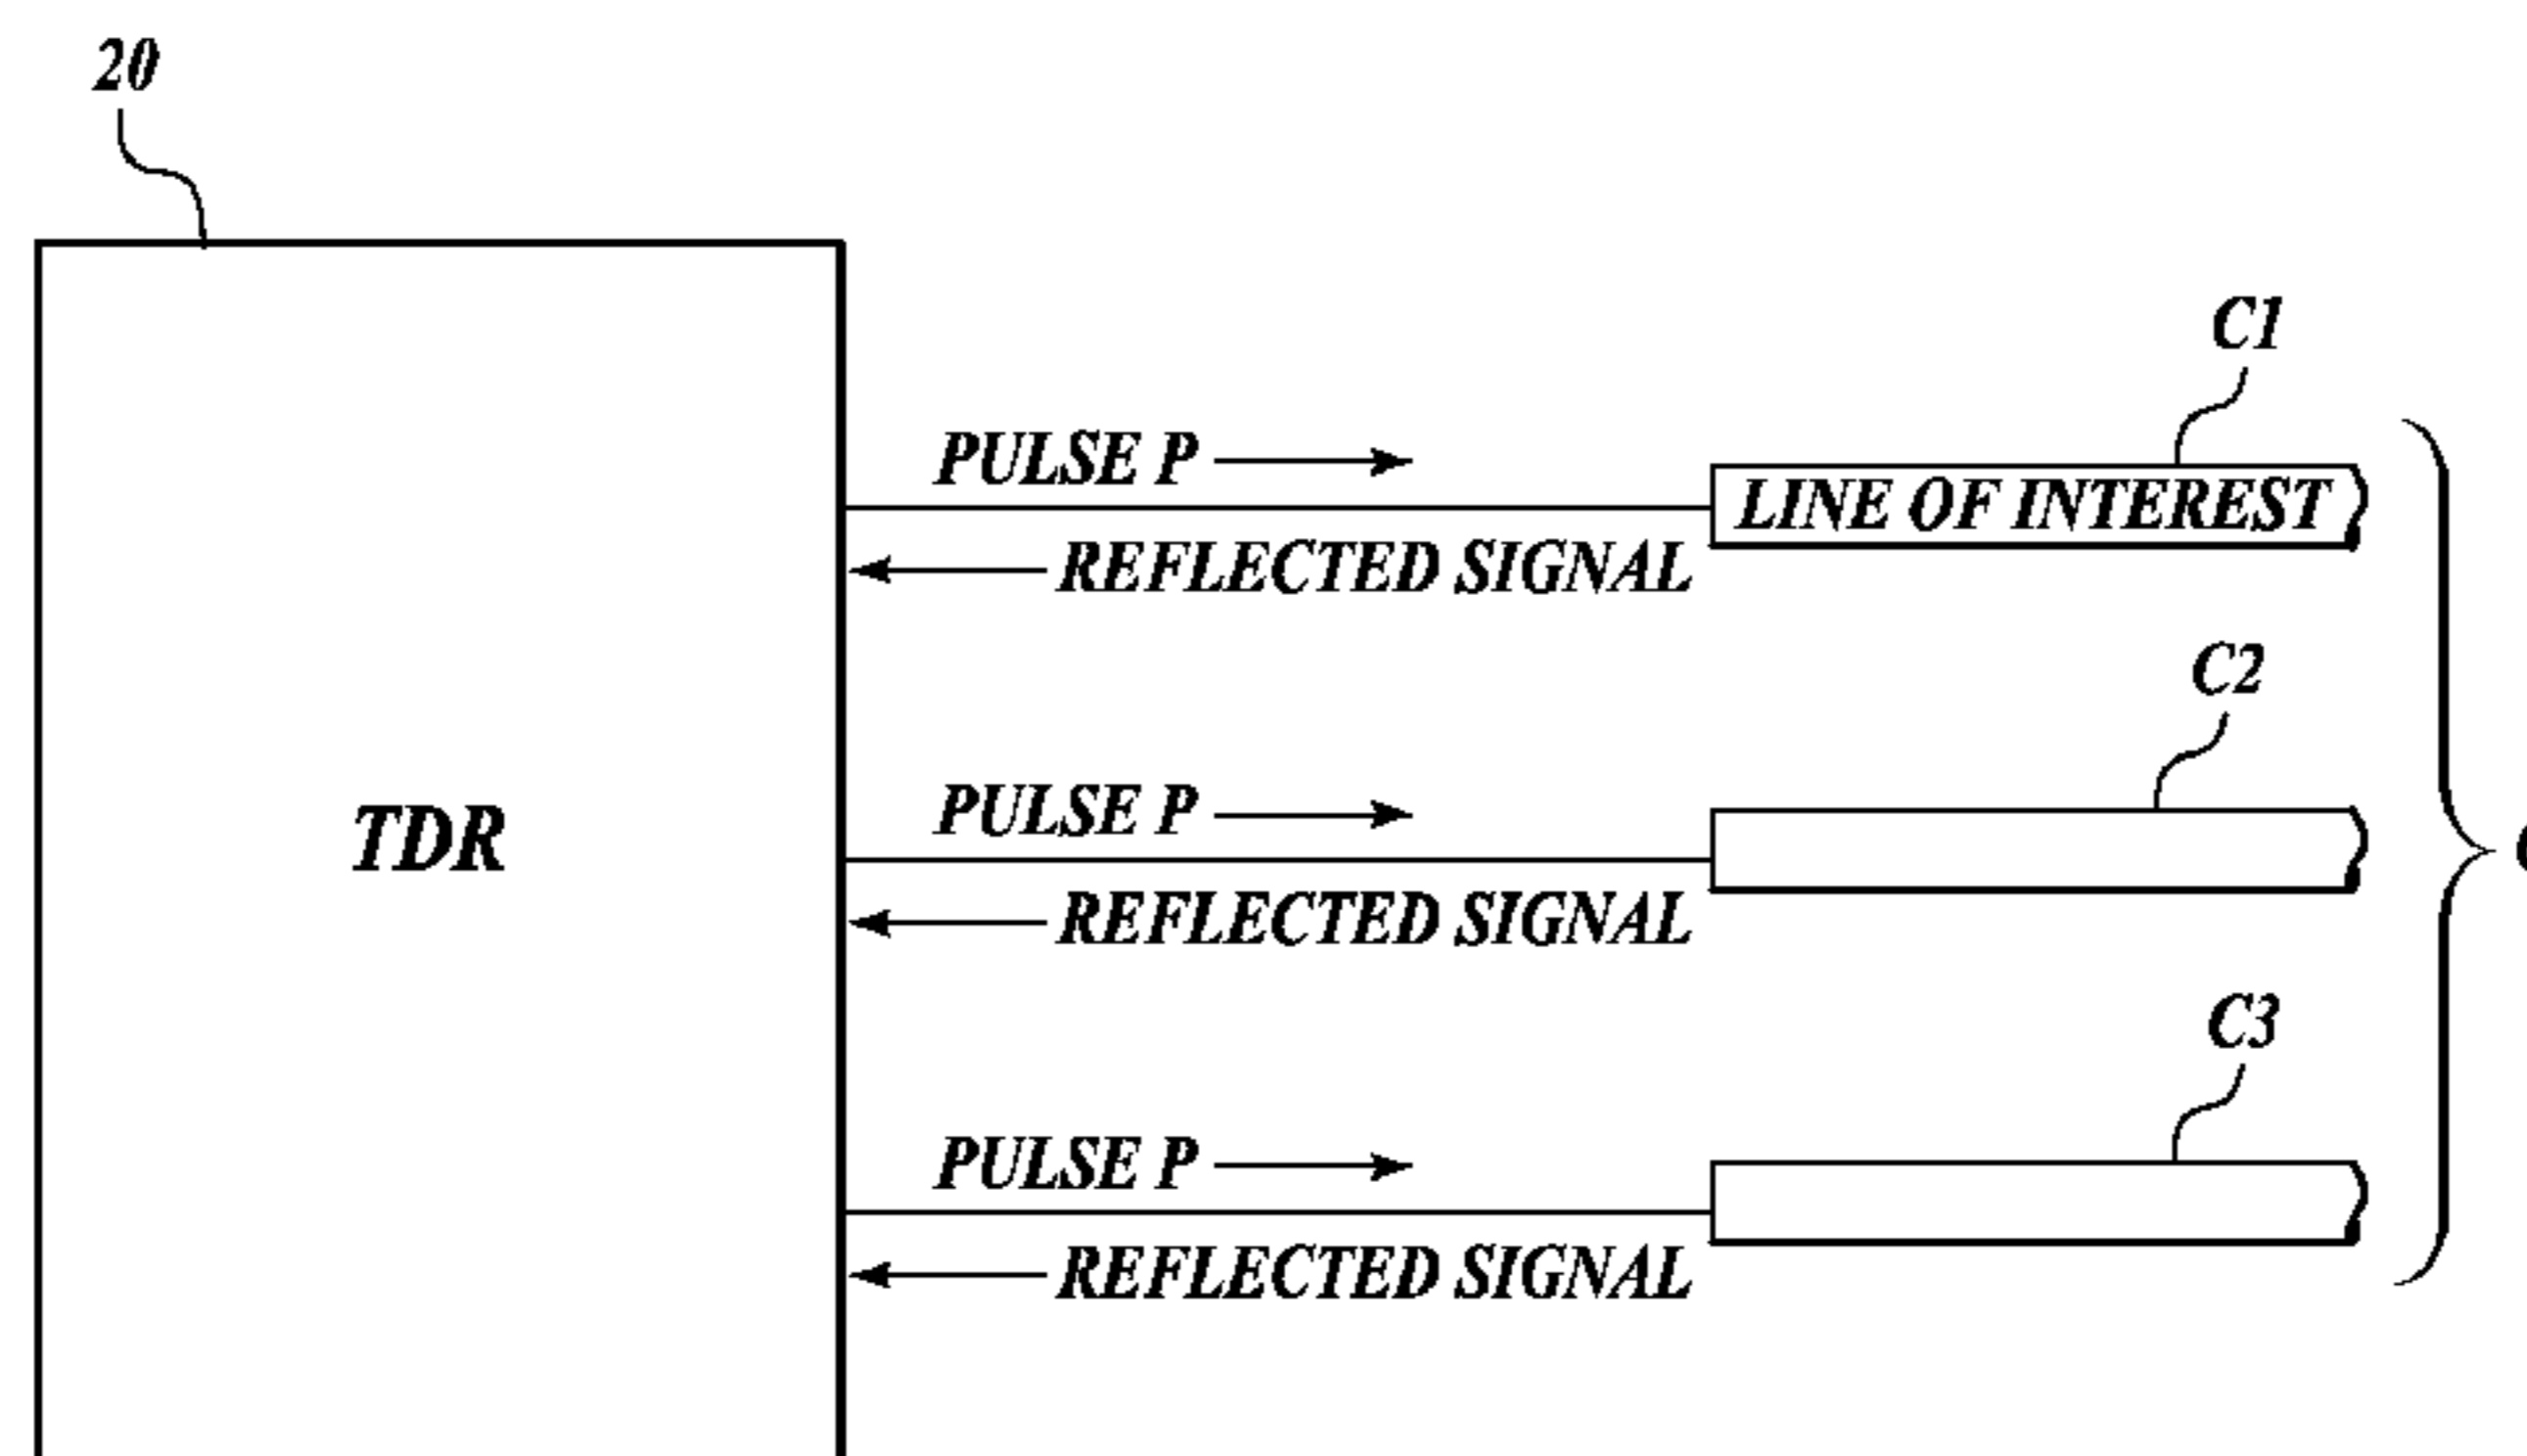 20
C1
PULSE P
LINE OF INTEREST
REFLECTED SIGNAL
C2
PULSE P
TDR
REFLECTED SIGNAL
C3
PULSE P
REFLECTED SIGNAL